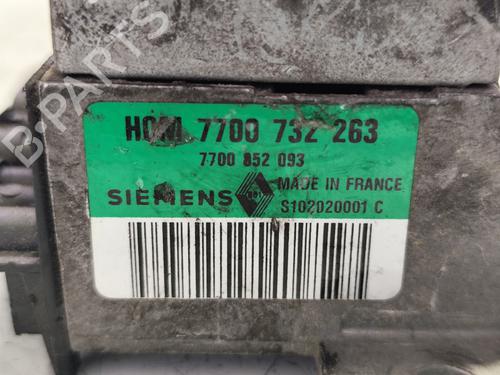 B-PARTS
HOM 7700 732 263
7700 852 093
SIEMENS MADE IN FRANCE
S102020001 C